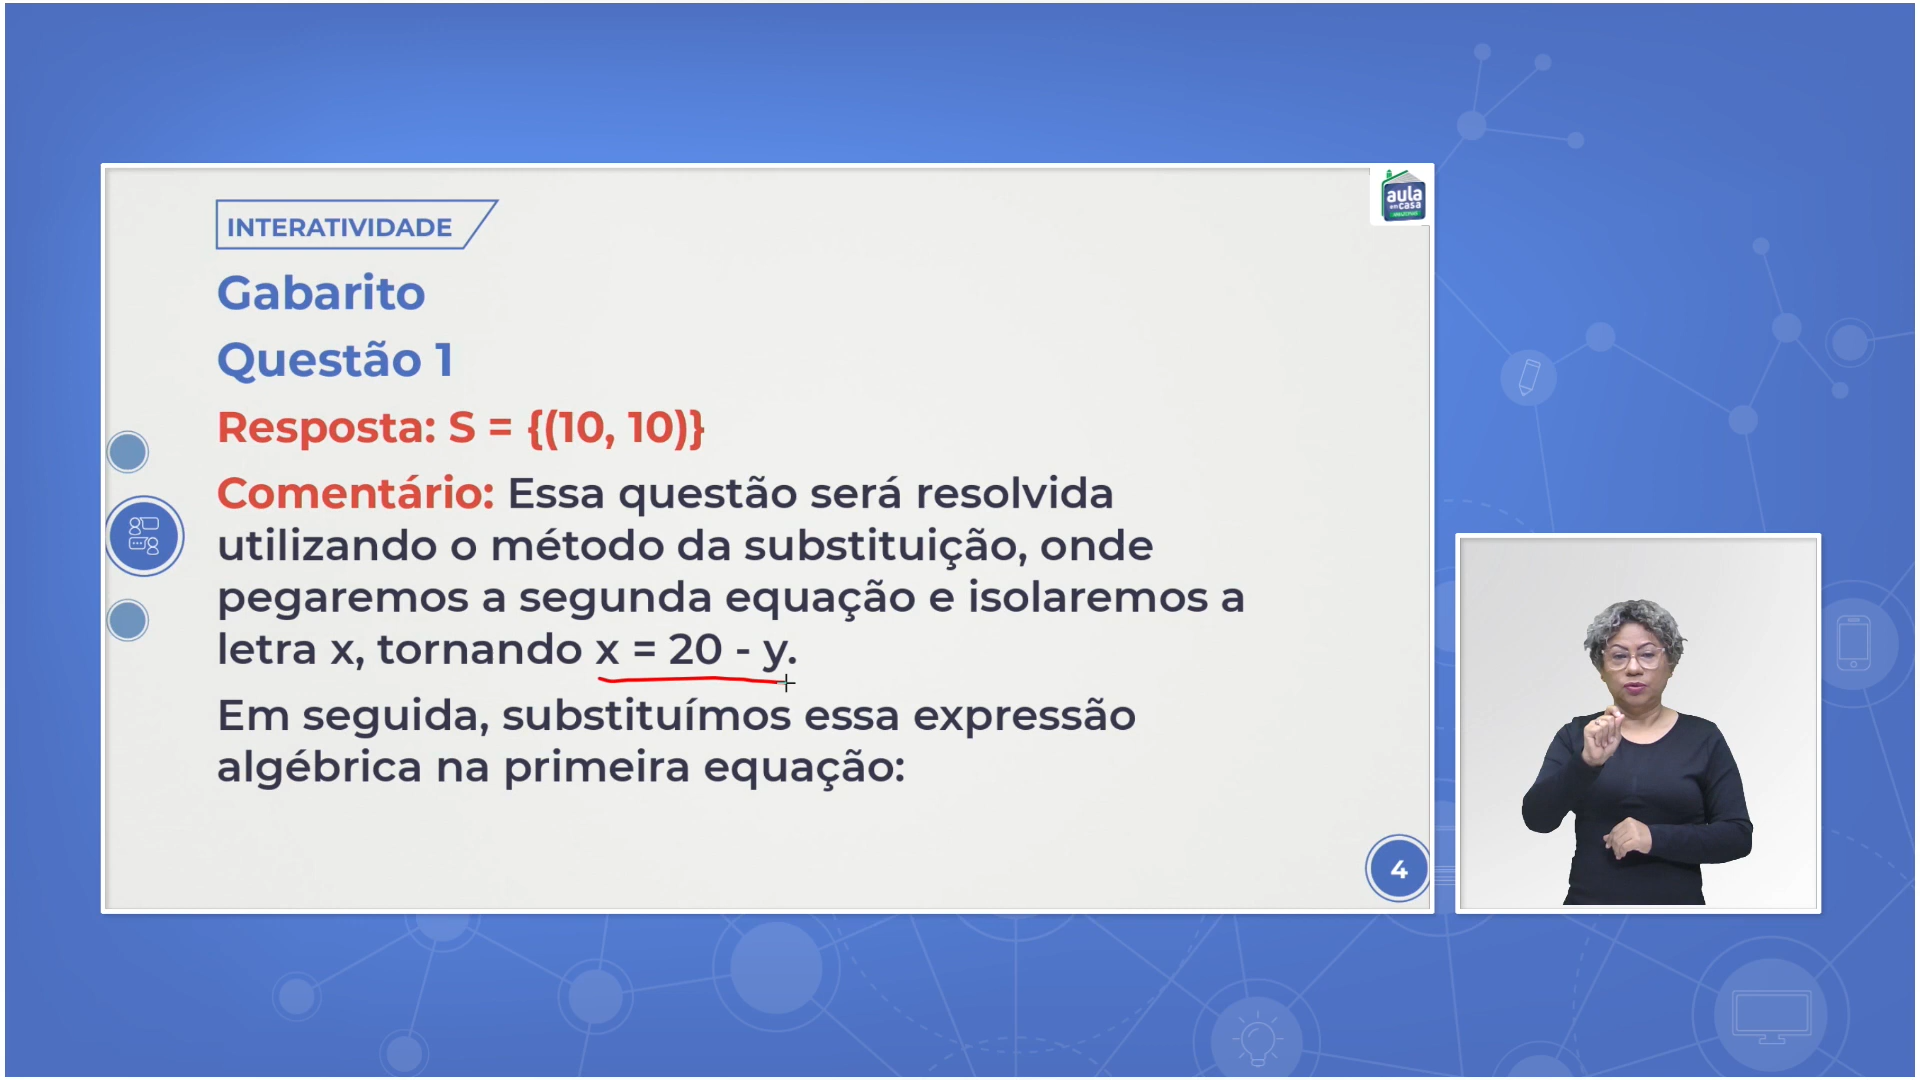 aula
em casa
INTERATIVIDADE
Gabarito
Questão 1
Resposta: S = {(10, 10)}
Comentário: Essa questão será resolvida
utilizando o método da substituição, onde
pegaremos a segunda equação e isolaremos a
letra x, tornando x = 20 - y.
Em seguida, substituímos essa expressão
algébrica na primeira equação:
4